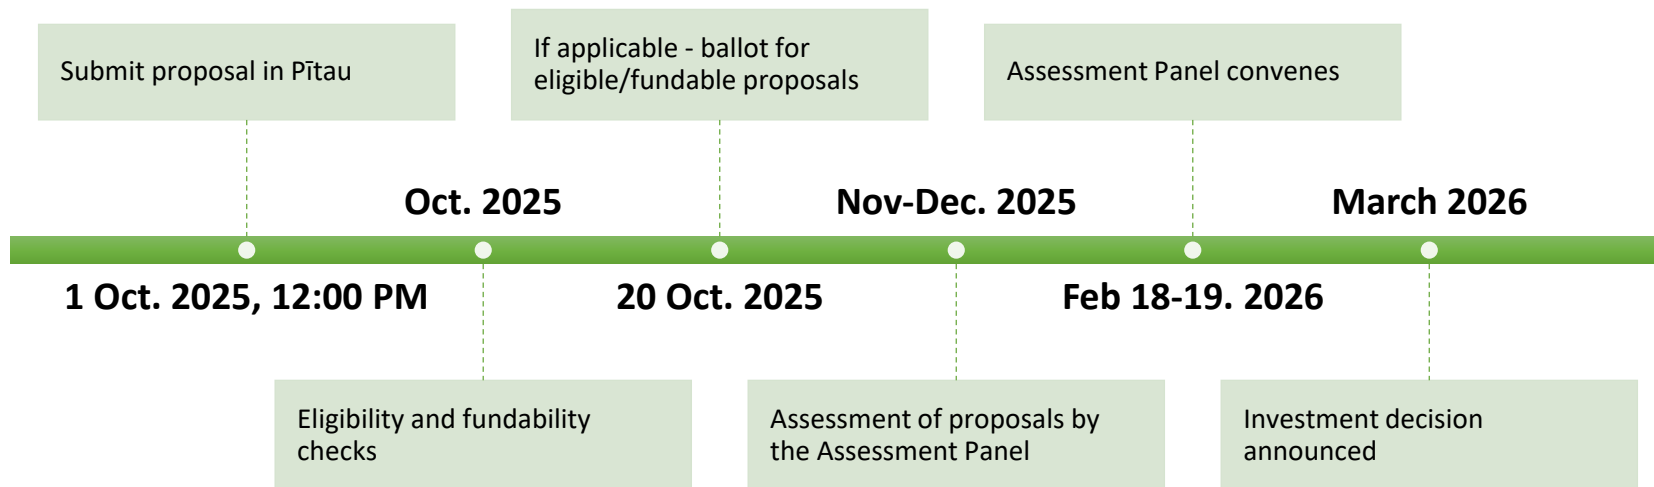 Submit proposal in Pītau
If applicable - ballot for
eligible/fundable proposals
Assessment Panel convenes
Oct. 2025
Nov-Dec. 2025
March 2026
1 Oct. 2025, 12:00 PM
20 Oct. 2025
Feb 18-19. 2026
Eligibility and fundability
checks
Assessment of proposals by
the Assessment Panel
Investment decision
announced